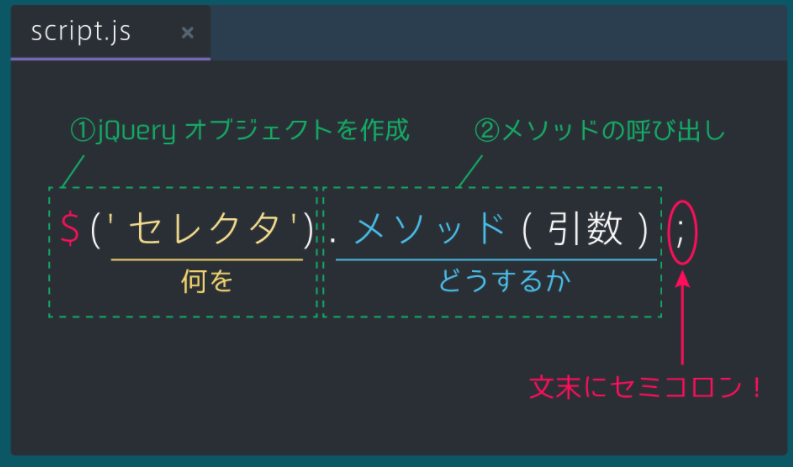 script.js ×
①jQuery オブジェクトを作成 ②メソッドの呼び出し
$('セレクタ').メソッド(引数);
何を どうするか
文末にセミコロン！